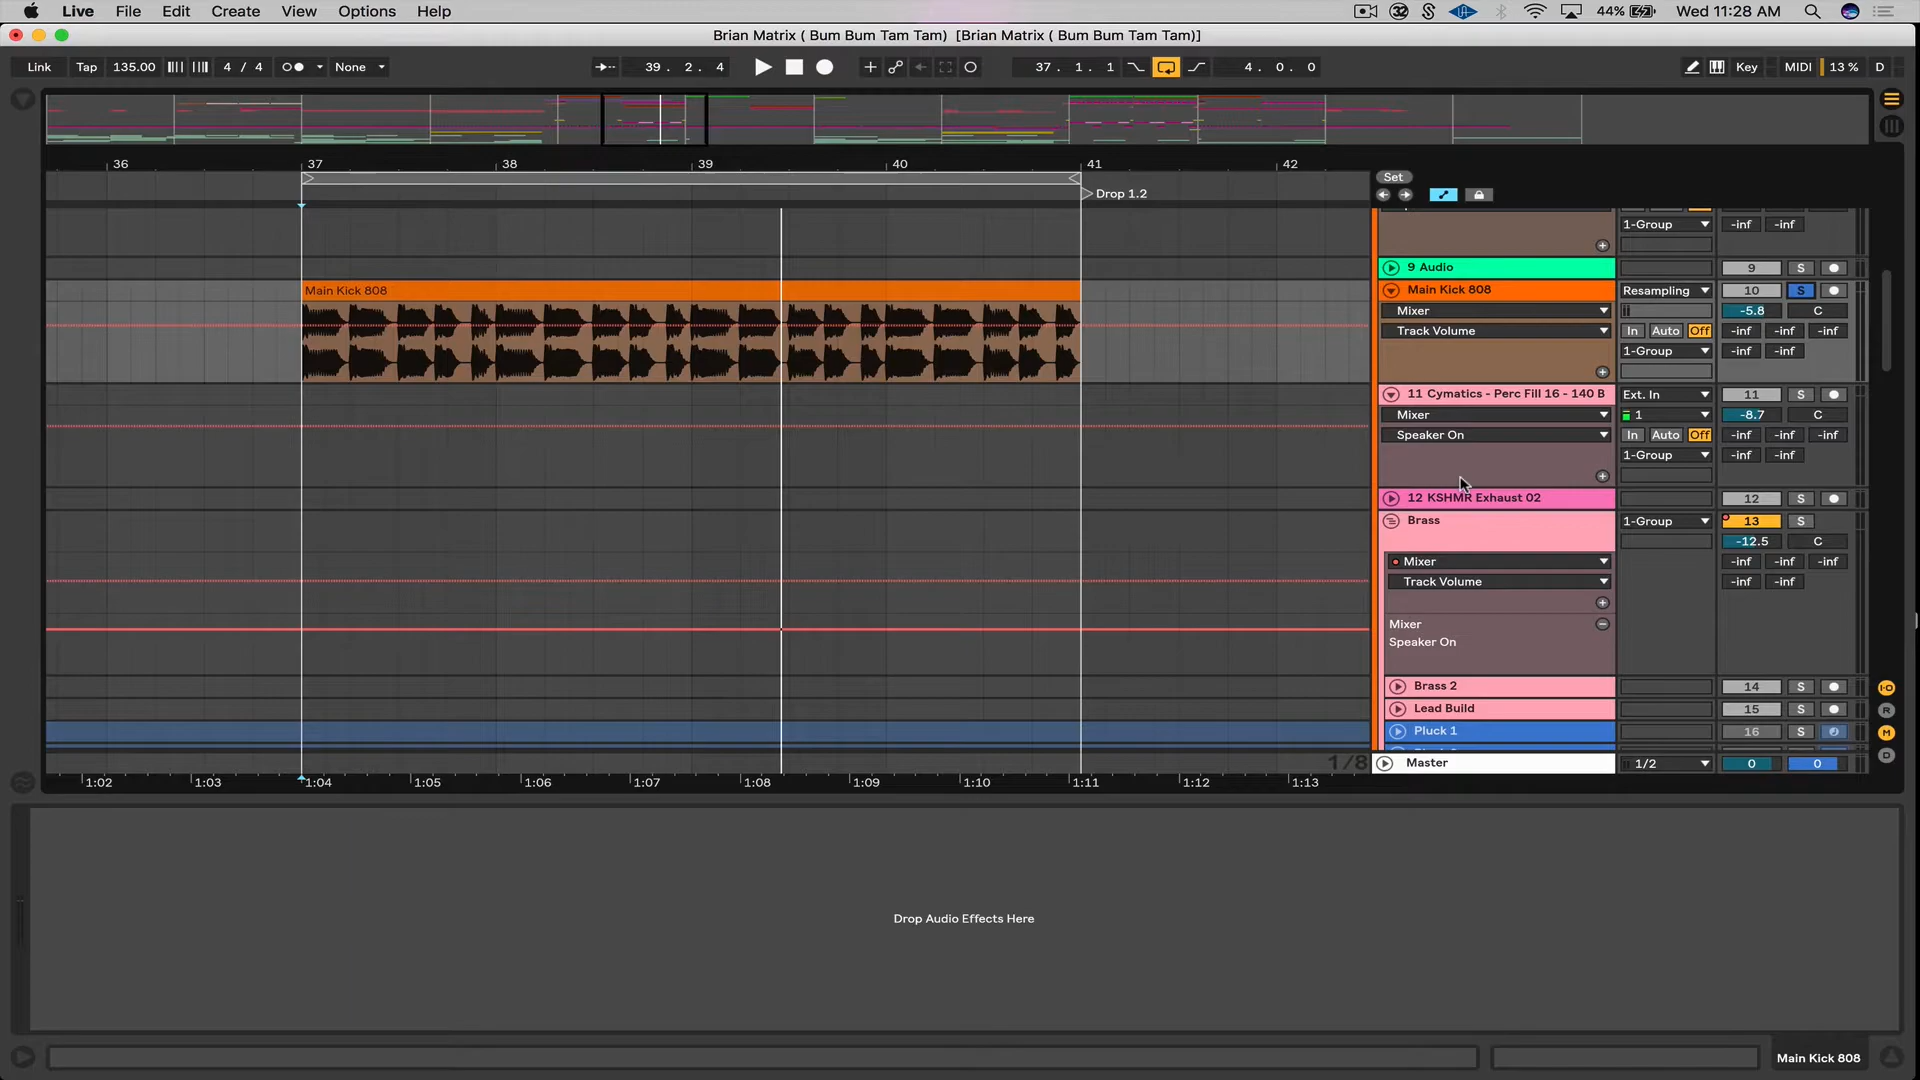 Live File Edit Create View Options Help 44% Wed 11:28 AM
Brian Matrix ( Bum Bum Tam Tam) [Brian Matrix ( Bum Bum Tam Tam)]
Link Tap 135.00 4 / 4 None 39. 2. 4 37. 1. 1 4. 0. 0 Key MIDI 13 % D
36 37 38 39 40 41 42
Set
Drop 1.2
1-Group -inf -inf
9 Audio 9 S
Main Kick 808
Main Kick 808 Resampling 10 S
Mixer -5.8 C
Track Volume In Auto Off -inf -inf -inf
1-Group -inf -inf
11 Cymatics - Perc Fill 16 - 140 B Ext. In 11 S
Mixer 1 -8.7 C
Speaker On In Auto Off -inf -inf -inf
1-Group -inf -inf
12 KSHMR Exhaust 02 12 S
Brass 1-Group 13 S
-12.5 C
Mixer -inf -inf -inf
Track Volume -inf -inf
Mixer
Speaker On
Brass 2 14 S
Lead Build 15 S
Pluck 1 16 S
1/8 Master 1/2 0 0
I-O
R
M
D
1:02 1:03 1:04 1:05 1:06 1:07 1:08 1:09 1:10 1:11 1:12 1:13
Drop Audio Effects Here
Main Kick 808